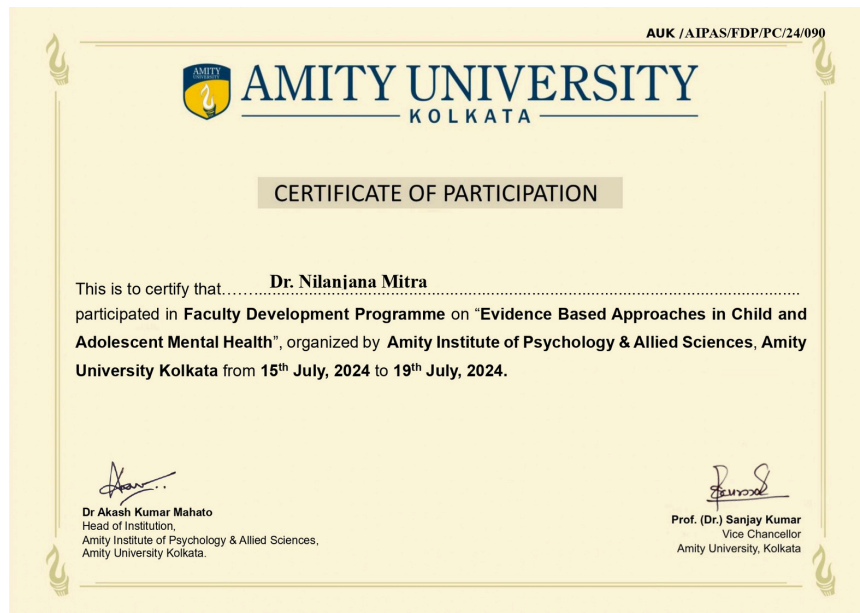 AUK /AIPAS/FDP/PC/24/090
AMITY
UNIVERSITY
AMITY UNIVERSITY
KOLKATA
CERTIFICATE OF PARTICIPATION
This is to certify that......Dr. Nilanjana Mitra......
participated in Faculty Development Programme on “Evidence Based Approaches in Child and
Adolescent Mental Health”, organized by Amity Institute of Psychology & Allied Sciences, Amity
University Kolkata from 15th July, 2024 to 19th July, 2024.
Dr Akash Kumar Mahato
Head of Institution,
Amity Institute of Psychology & Allied Sciences,
Amity University Kolkata.
Prof. (Dr.) Sanjay Kumar
Vice Chancellor
Amity University, Kolkata